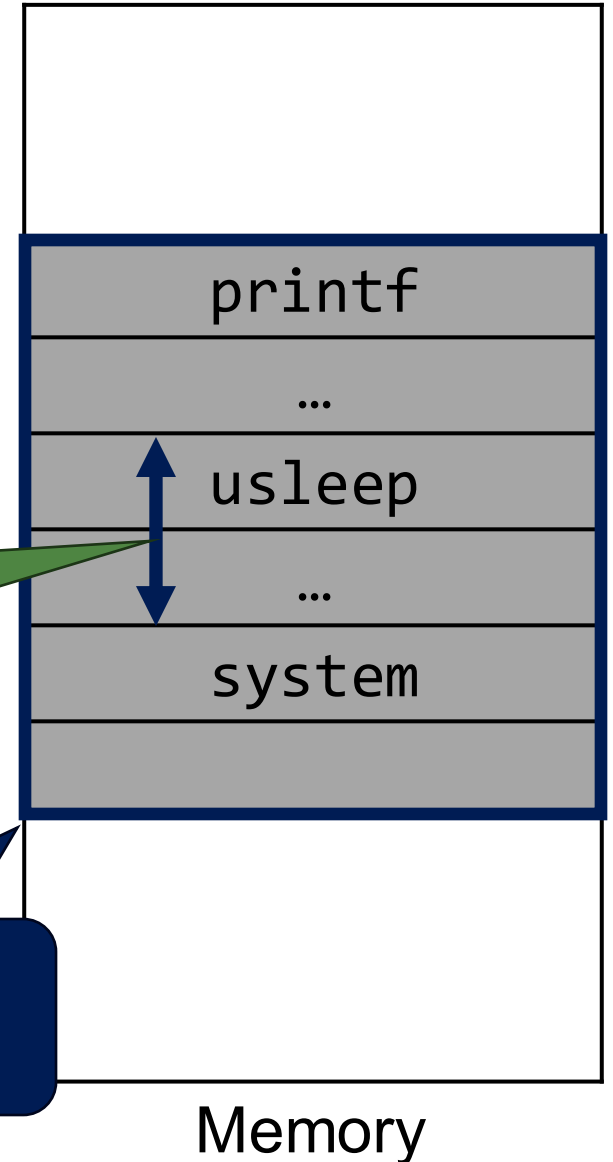 printf
…
usleep
…
system
Memory